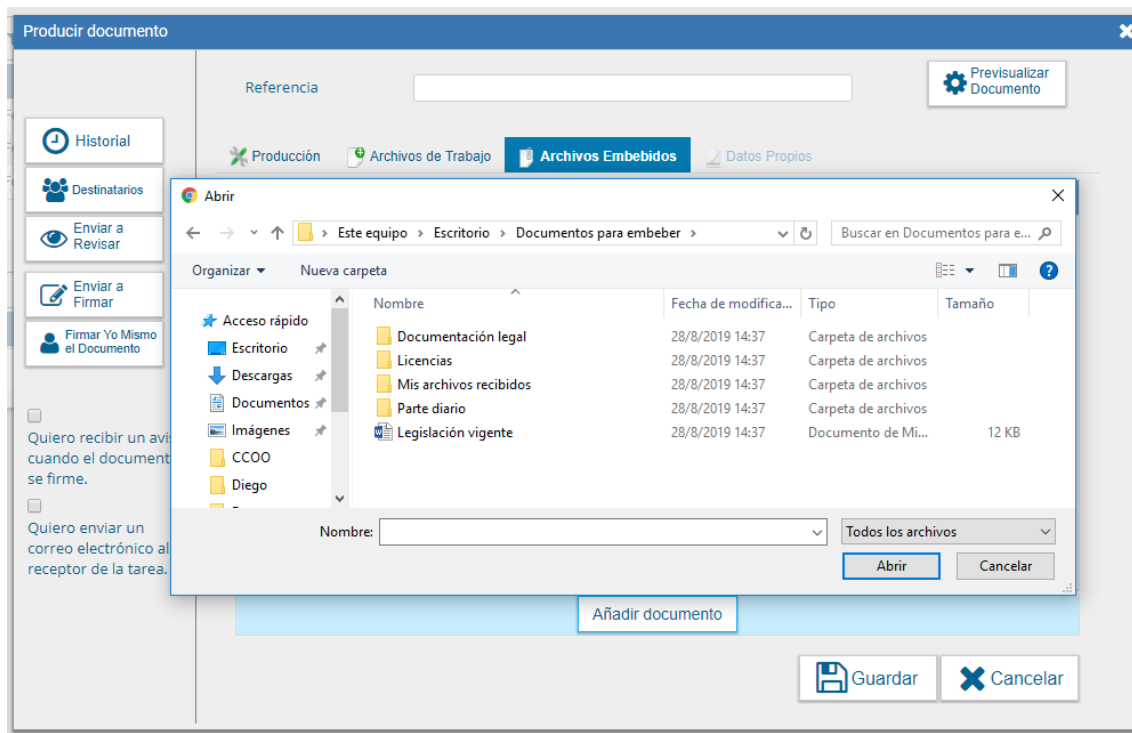 Producir documento
Referencia
Previsualizar
Documento
Historial
Destinatarios
Enviar a
Revisar
Enviar a
Firmar
Firmar Yo Mismo
el Documento
Quiero recibir un avis
cuando el document
se firme.
Quiero enviar un
correo electrónico al
receptor de la tarea.
Producción Archivos de Trabajo Archivos Embebidos Datos Propios
Abrir
Este equipo > Escritorio > Documentos para embeber >
Buscar en Documentos para e...
Organizar Nueva carpeta
Acceso rápido
Escritorio
Descargas
Documentos
Imágenes
CCOO
Diego
Nombre Fecha de modifica... Tipo Tamaño
Documentación legal 28/8/2019 14:37 Carpeta de archivos
Licencias 28/8/2019 14:37 Carpeta de archivos
Mis archivos recibidos 28/8/2019 14:37 Carpeta de archivos
Parte diario 28/8/2019 14:37 Carpeta de archivos
Legislación vigente 28/8/2019 14:37 Documento de Mi... 12 KB
Nombre:
Todos los archivos
Abrir Cancelar
Añadir documento
Guardar Cancelar